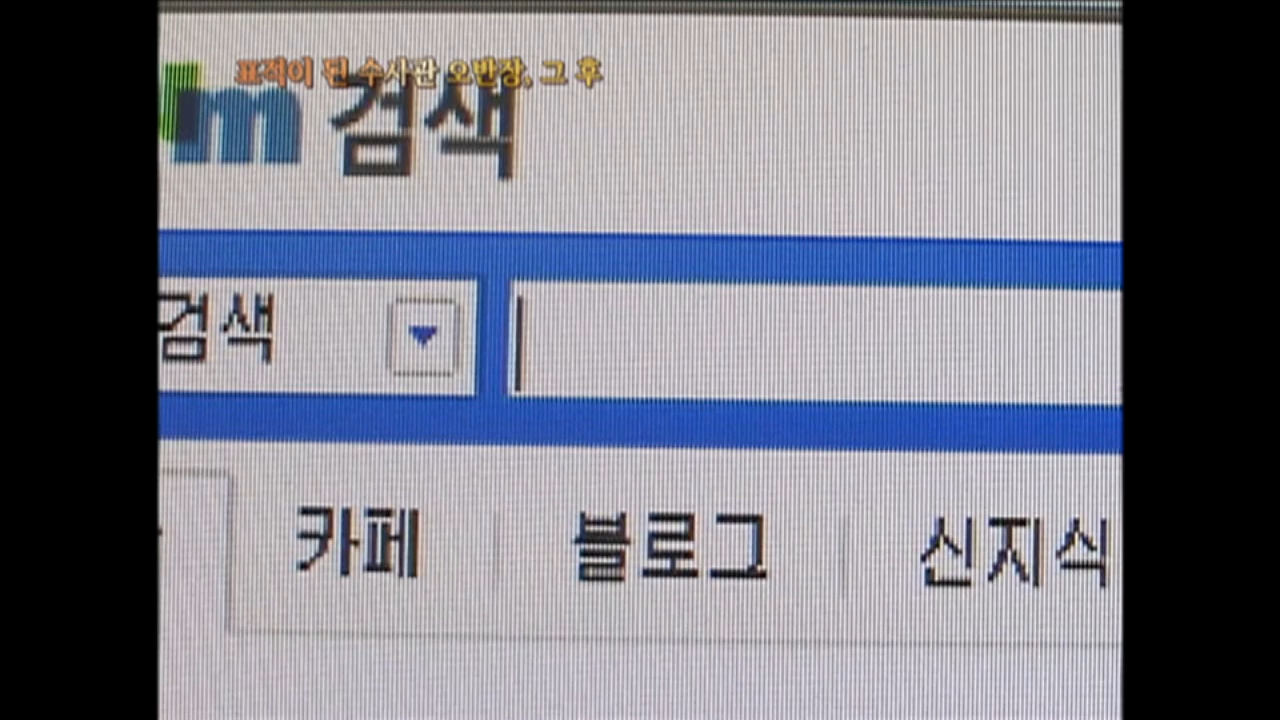 표적이 된 수사관 오반장, 그 후
m 검색
검색
카페 블로그 신지식